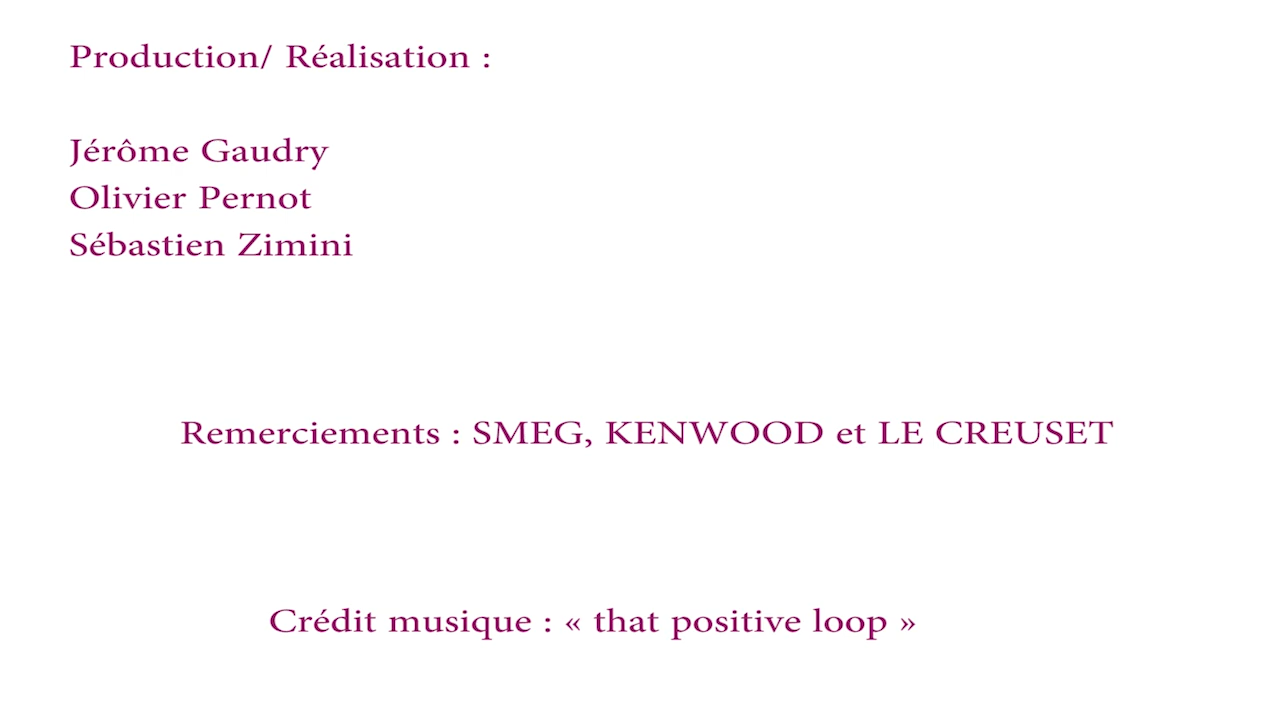 Production/ Réalisation :
Jérôme Gaudry
Olivier Pernot
Sébastien Zimini
Remerciements : SMEG, KENWOOD et LE CREUSET
Crédit musique : « that positive loop »